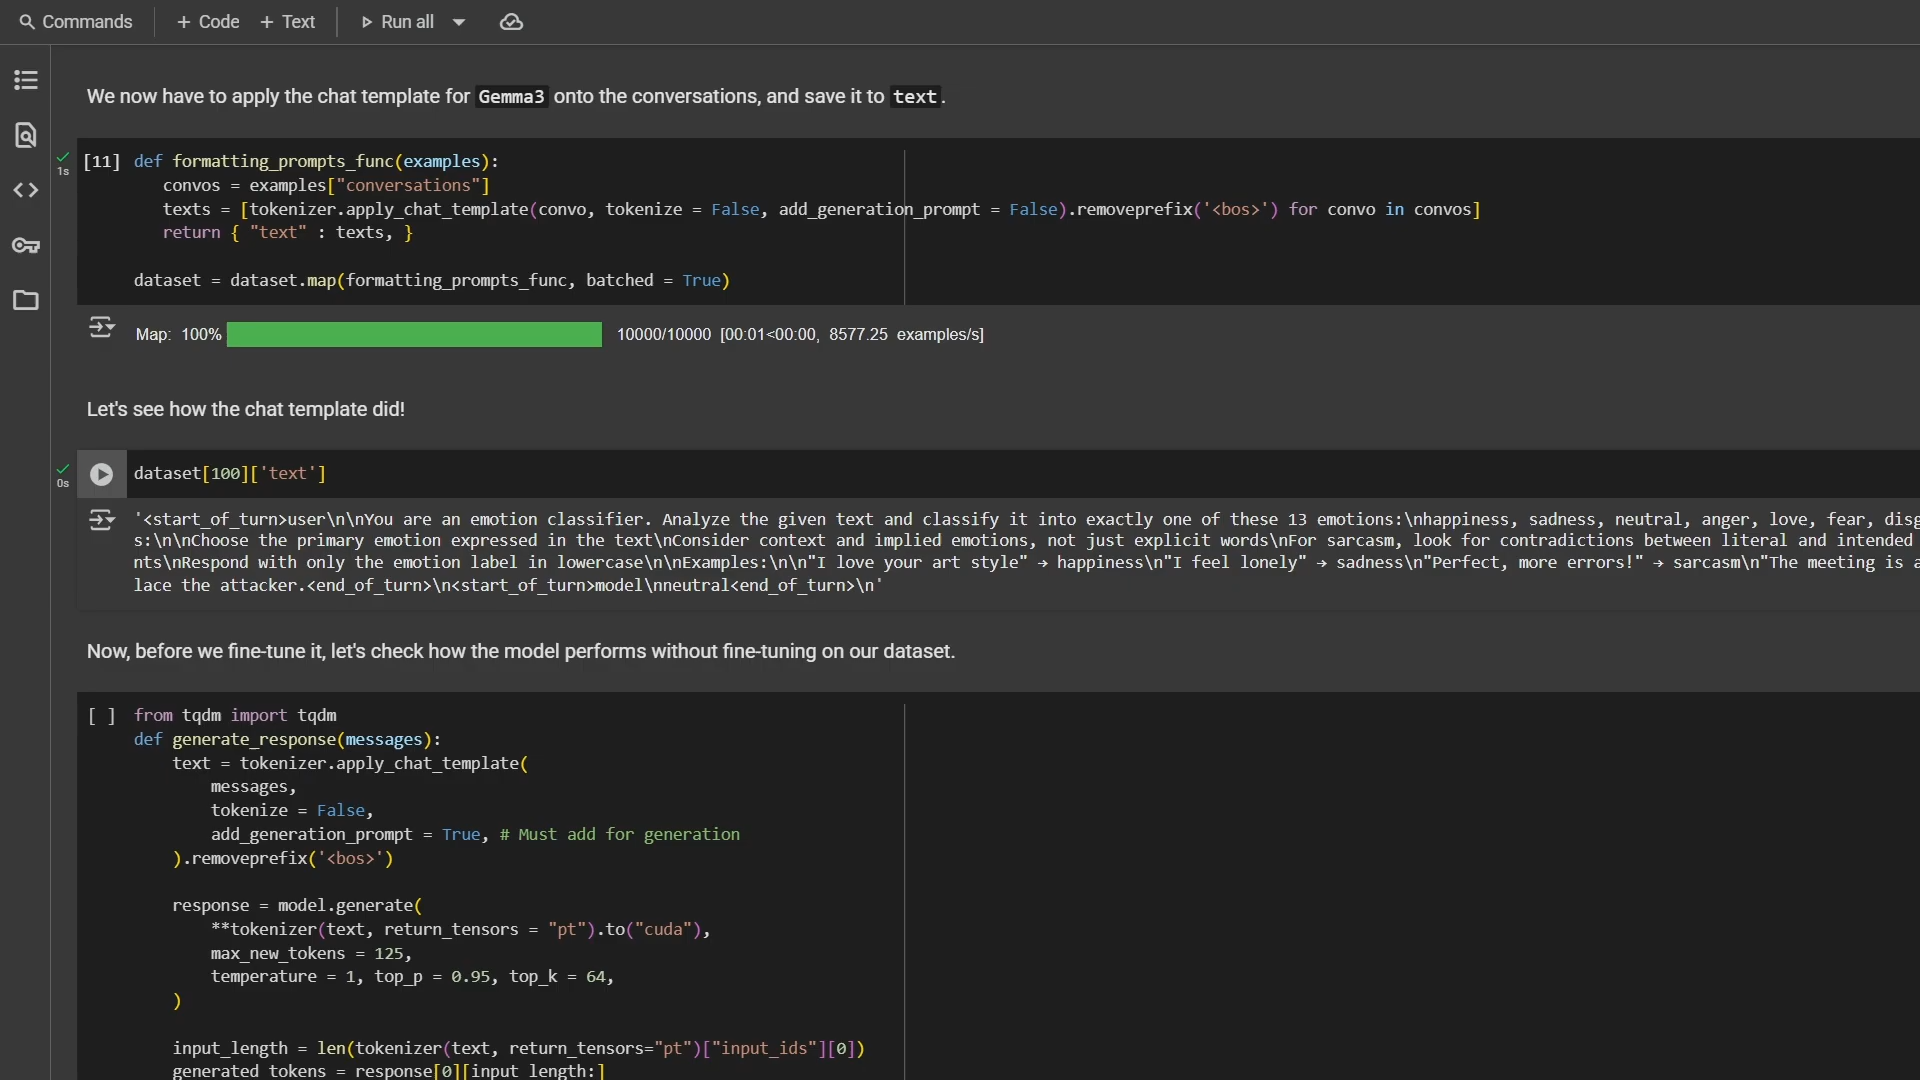 Commands + Code + Text Run all
We now have to apply the chat template for Gemma3 onto the conversations, and save it to text.
1s
[11] def formatting_prompts_func(examples):
convos = examples["conversations"]
texts = [tokenizer.apply_chat_template(convo, tokenize = False, add_generation_prompt = False).removeprefix('<bos>') for convo in convos]
return { "text" : texts, }
dataset = dataset.map(formatting_prompts_func, batched = True)
Map: 100% 10000/10000 [00:01<00:00, 8577.25 examples/s]
Let's see how the chat template did!
0s
dataset[100]['text']
'<start_of_turn>user\n\nYou are an emotion classifier. Analyze the given text and classify it into exactly one of these 13 emotions:\nhappiness, sadness, neutral, anger, love, fear, disg
s:\n\nChoose the primary emotion expressed in the text\nConsider context and implied emotions, not just explicit words\nFor sarcasm, look for contradictions between literal and intended
nts\nRespond with only the emotion label in lowercase\n\nExamples:\n\n"I love your art style" → happiness\n"I feel lonely" → sadness\n"Perfect, more errors!" → sarcasm\n"The meeting is a
lace the attacker.<end_of_turn>\n<start_of_turn>model\nneutral<end_of_turn>\n'
Now, before we fine-tune it, let's check how the model performs without fine-tuning on our dataset.
[ ] from tqdm import tqdm
def generate_response(messages):
text = tokenizer.apply_chat_template(
messages,
tokenize = False,
add_generation_prompt = True, # Must add for generation
).removeprefix('<bos>')
response = model.generate(
**tokenizer(text, return_tensors = "pt").to("cuda"),
max_new_tokens = 125,
temperature = 1, top_p = 0.95, top_k = 64,
)
input_length = len(tokenizer(text, return_tensors="pt")["input_ids"][0])
generated_tokens = response[0][input_length:]